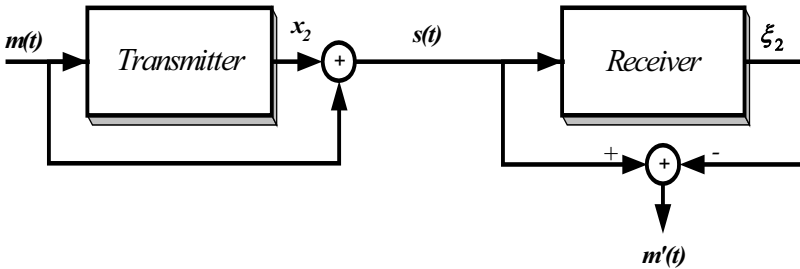 m(t)
Transmitter
x₂
+
s(t)
Receiver
ξ₂
+
+
-
m'(t)